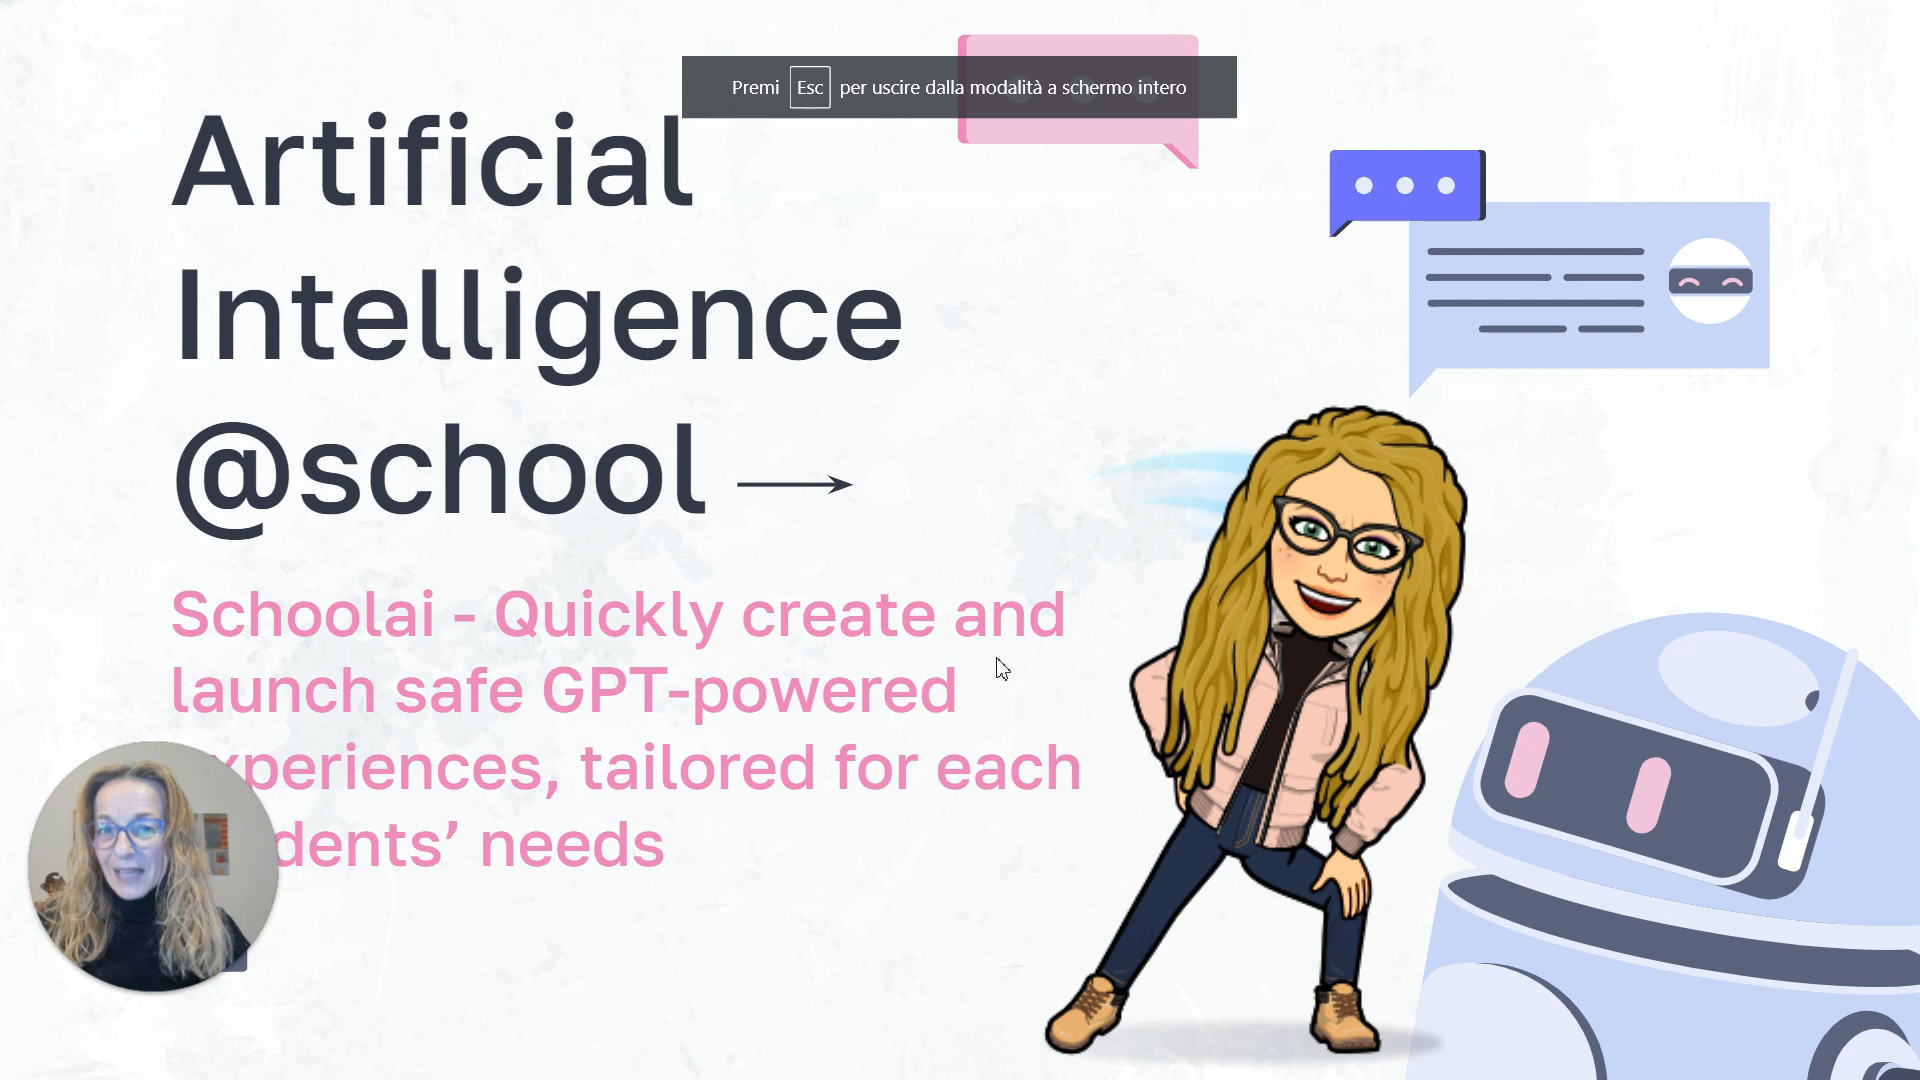 Premi Esc per uscire dalla modalità a schermo intero
Artificial
Intelligence
@school
Schoolai - Quickly create and
launch safe GPT-powered
xperiences, tailored for each
dents’ needs